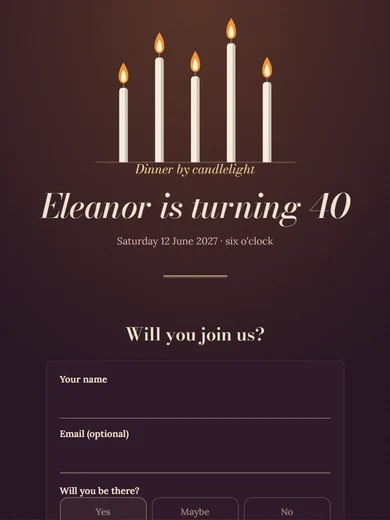 Dinner by candlelight
Eleanor is turning 40
Saturday 12 June 2027 · six o'clock
Will you join us?
Your name
Email (optional)
Will you be there?
Yes
Maybe
No